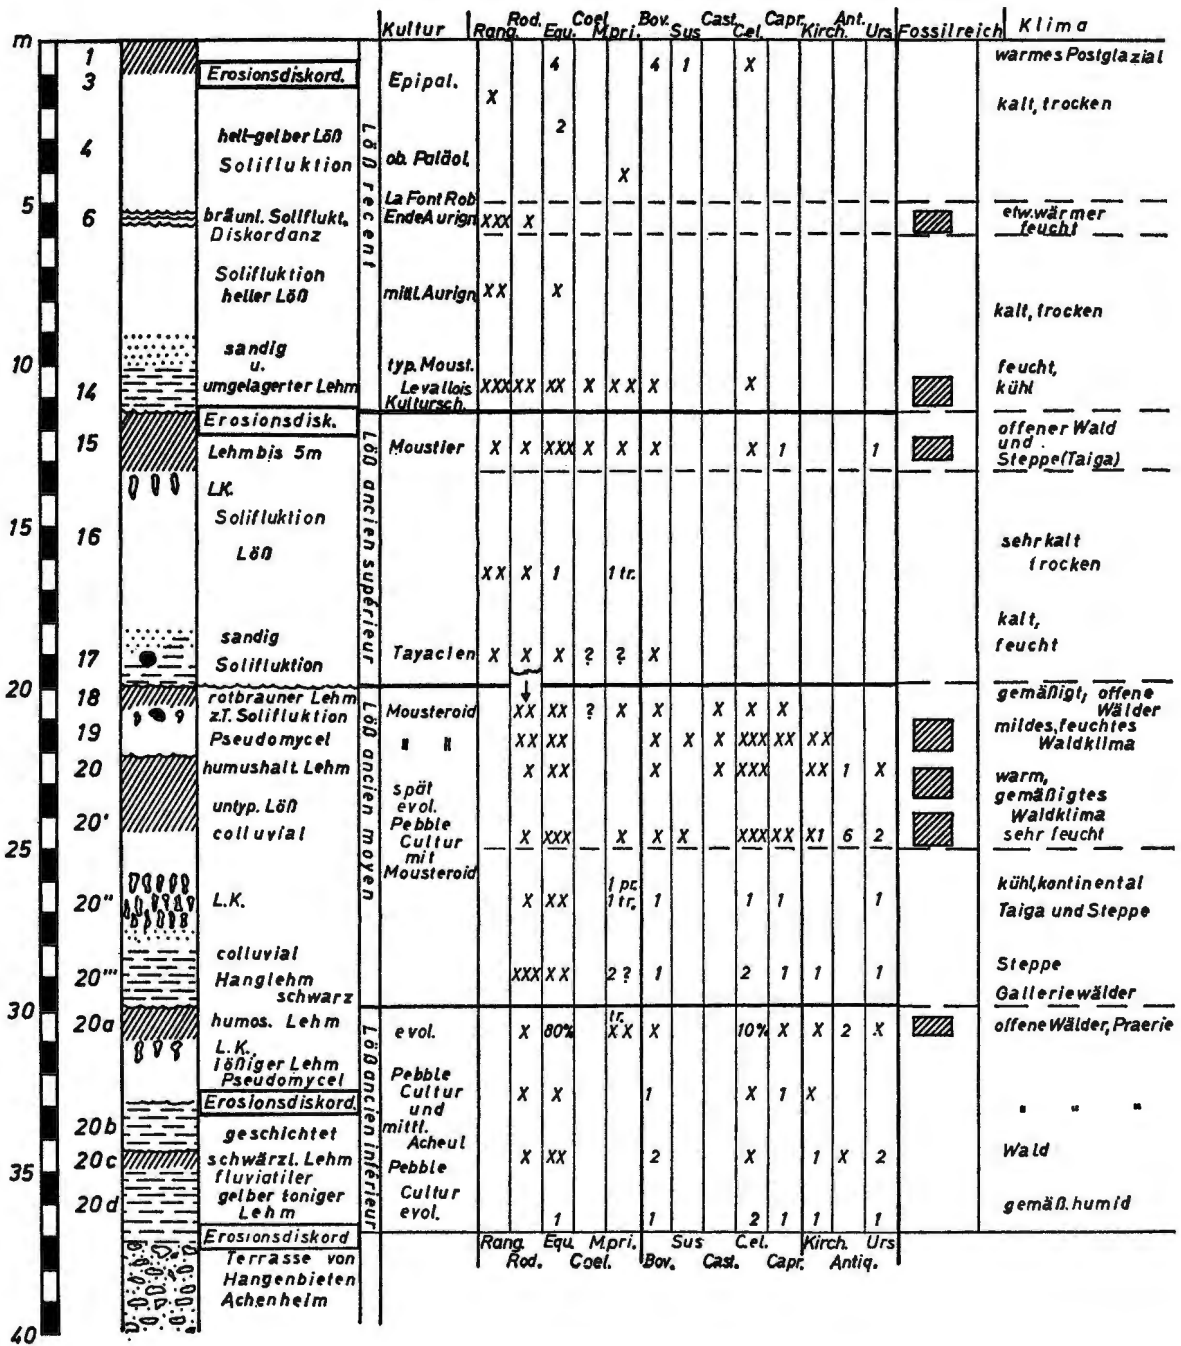 Rod. Coel Bov. Cast. Capr. Ant.
m Kultur Rang. Equ. M.pri. Sus Cel. Kirch. Urs Fossilreich Klima
1 4 4 1 X warmes Postglazial
Erosionsdiskord.
3 Epipal. X kalt, trocken
2
hell-gelber Löß
4 Solifluktion ob. Paläol.
X
Löß recent
La Font Rob
5
6 bräunl. Soliflukt. Ende Aurign XXX X etw. wärmer
Diskordanz feucht
Solifluktion
heller Löß mittl. Aurign XX X
kalt, trocken
sandig
10 u. typ. Moust. feucht,
14 umgelagerter Lehm Levallois XXX XX XX X X X X X kühl
Kultursch.
Erosionsdisk.
offener Wald
15 Lehm bis 5m Moustier X X XXX X X X X 1 1 und
Steppe (Taiga)
L.K.
Solifluktion
15
16 Löß sehr kalt
trocken
XX X 1 1 tr.
Löß ancien supérieur
kalt,
sandig feucht
17 Solifluktion Tayacien X X X ? ? X
20
18 rotbrauner Lehm gemäßigt, offene
z.T. Solifluktion Mousteroid XX XX ? X X X X X Wälder
19 Pseudomycel " " XX XX X X X XXX XX XX mildes, feuchtes
Waldklima
20 humushalt. Lehm X XX X X XXX XX 1 X warm,
spät gemäßigtes
untyp. Löß evol. Waldklima
20' colluvial Pebble X XXX X X X XXX XX X1 6 2 sehr feucht
25 Cultur
mit
Mousteroid
Löß ancien moyen
1 pr. kühl, kontinental
20'' L.K. X XX 1 tr. 1 1 1 1 Taiga und Steppe
colluvial
20''' Hanglehm XXX XX 2 ? 1 2 1 1 1 Steppe
schwarz Galleriewälder
30
tr.
20a humos. Lehm evol. X 80% XX X 10% X X 2 X offene Wälder, Praerie
L.K.
lößiger Lehm Pebble
Pseudomycel Cultur X X 1 X 1 X
Erosionsdiskord. und " " "
20b mittl.
geschichtet Acheul
20c schwärzl. Lehm Pebble X XX 2 X 1 X 2 Wald
35 fluviatiler
20d gelber toniger Cultur gemäß. humid
Lehm evol. 1 1 2 1 1 1
Löß ancien inférieur
Erosionsdiskord Rang. Equ. M.pri. Sus Cel. Kirch. Urs
Terrasse von Rod. Coel. Bov. Cast. Capr. Antiq.
Hangenbieten
Achenheim
40